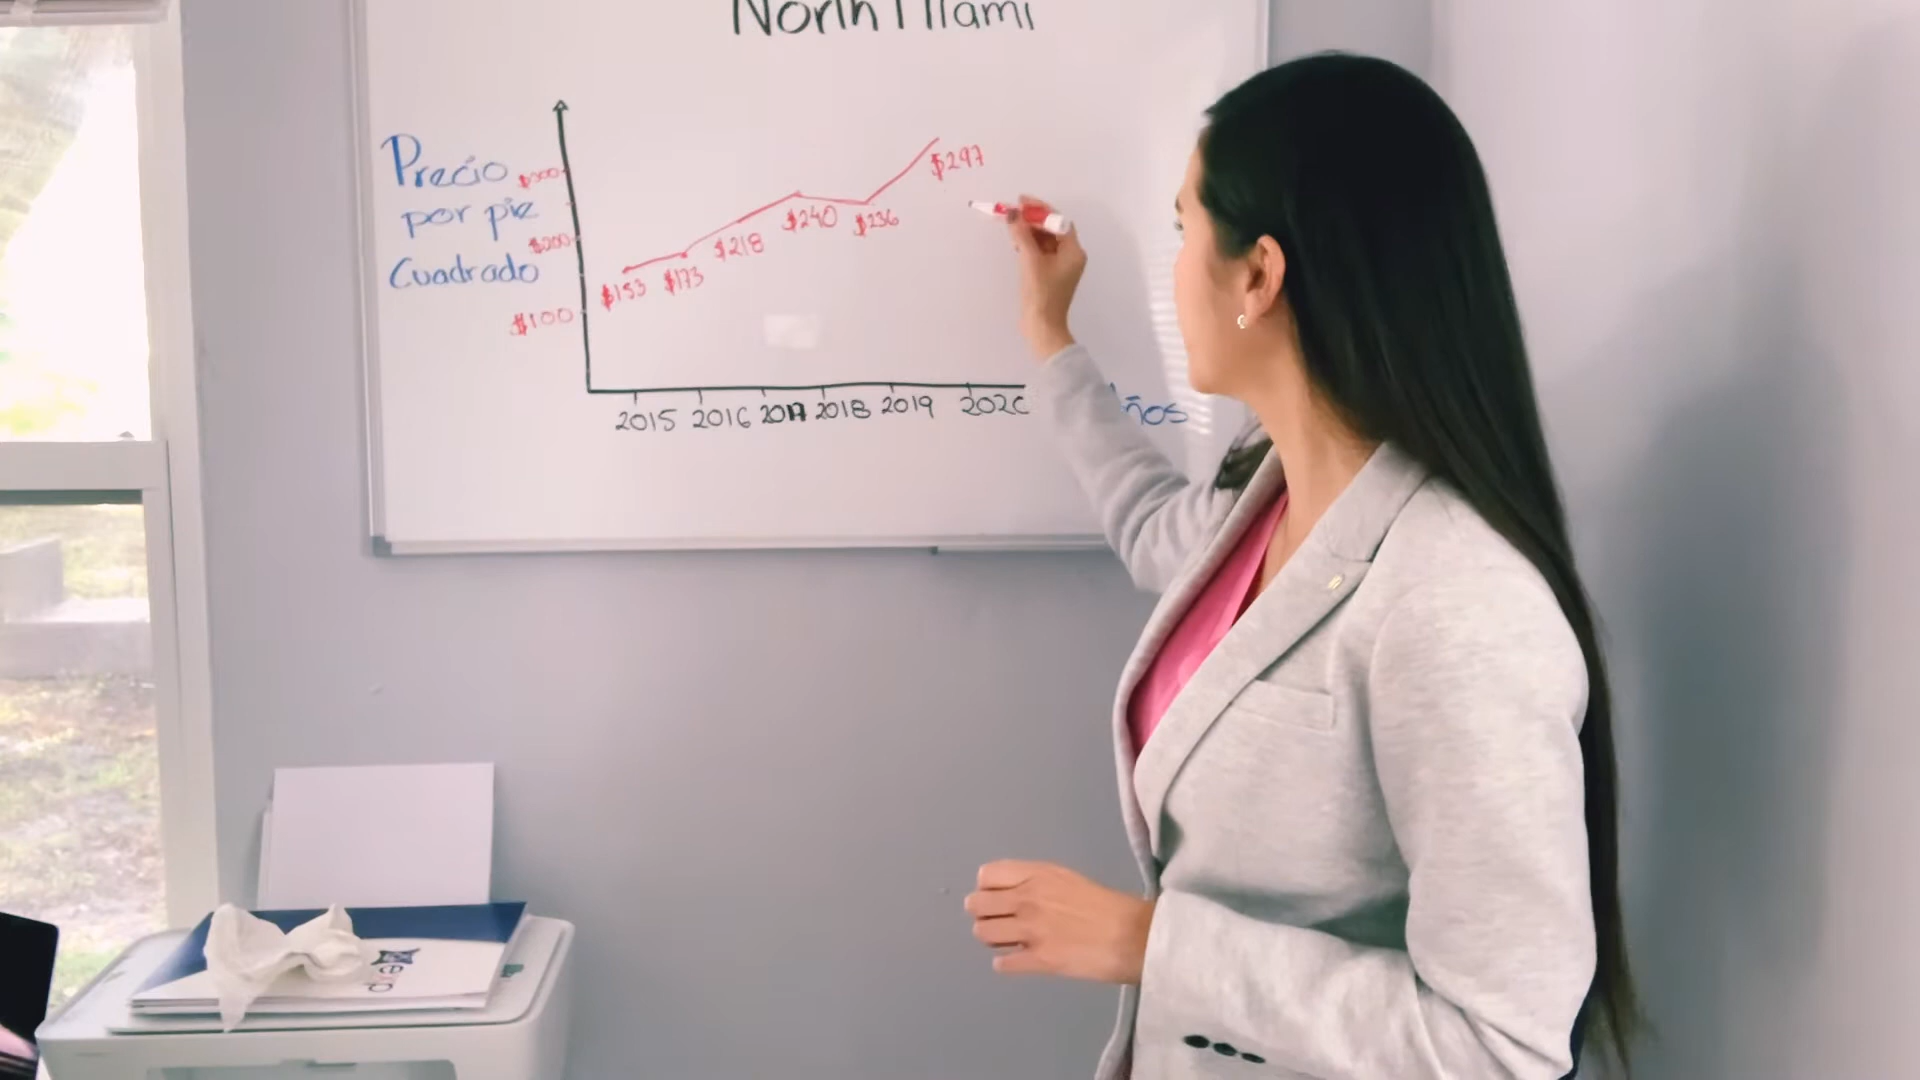 North Miami
Precio
por pie
Cuadrado
$300
$200
$100
$153
$173
$218
$240
$236
$297
2015 2016 2017 2018 2019 2020
años